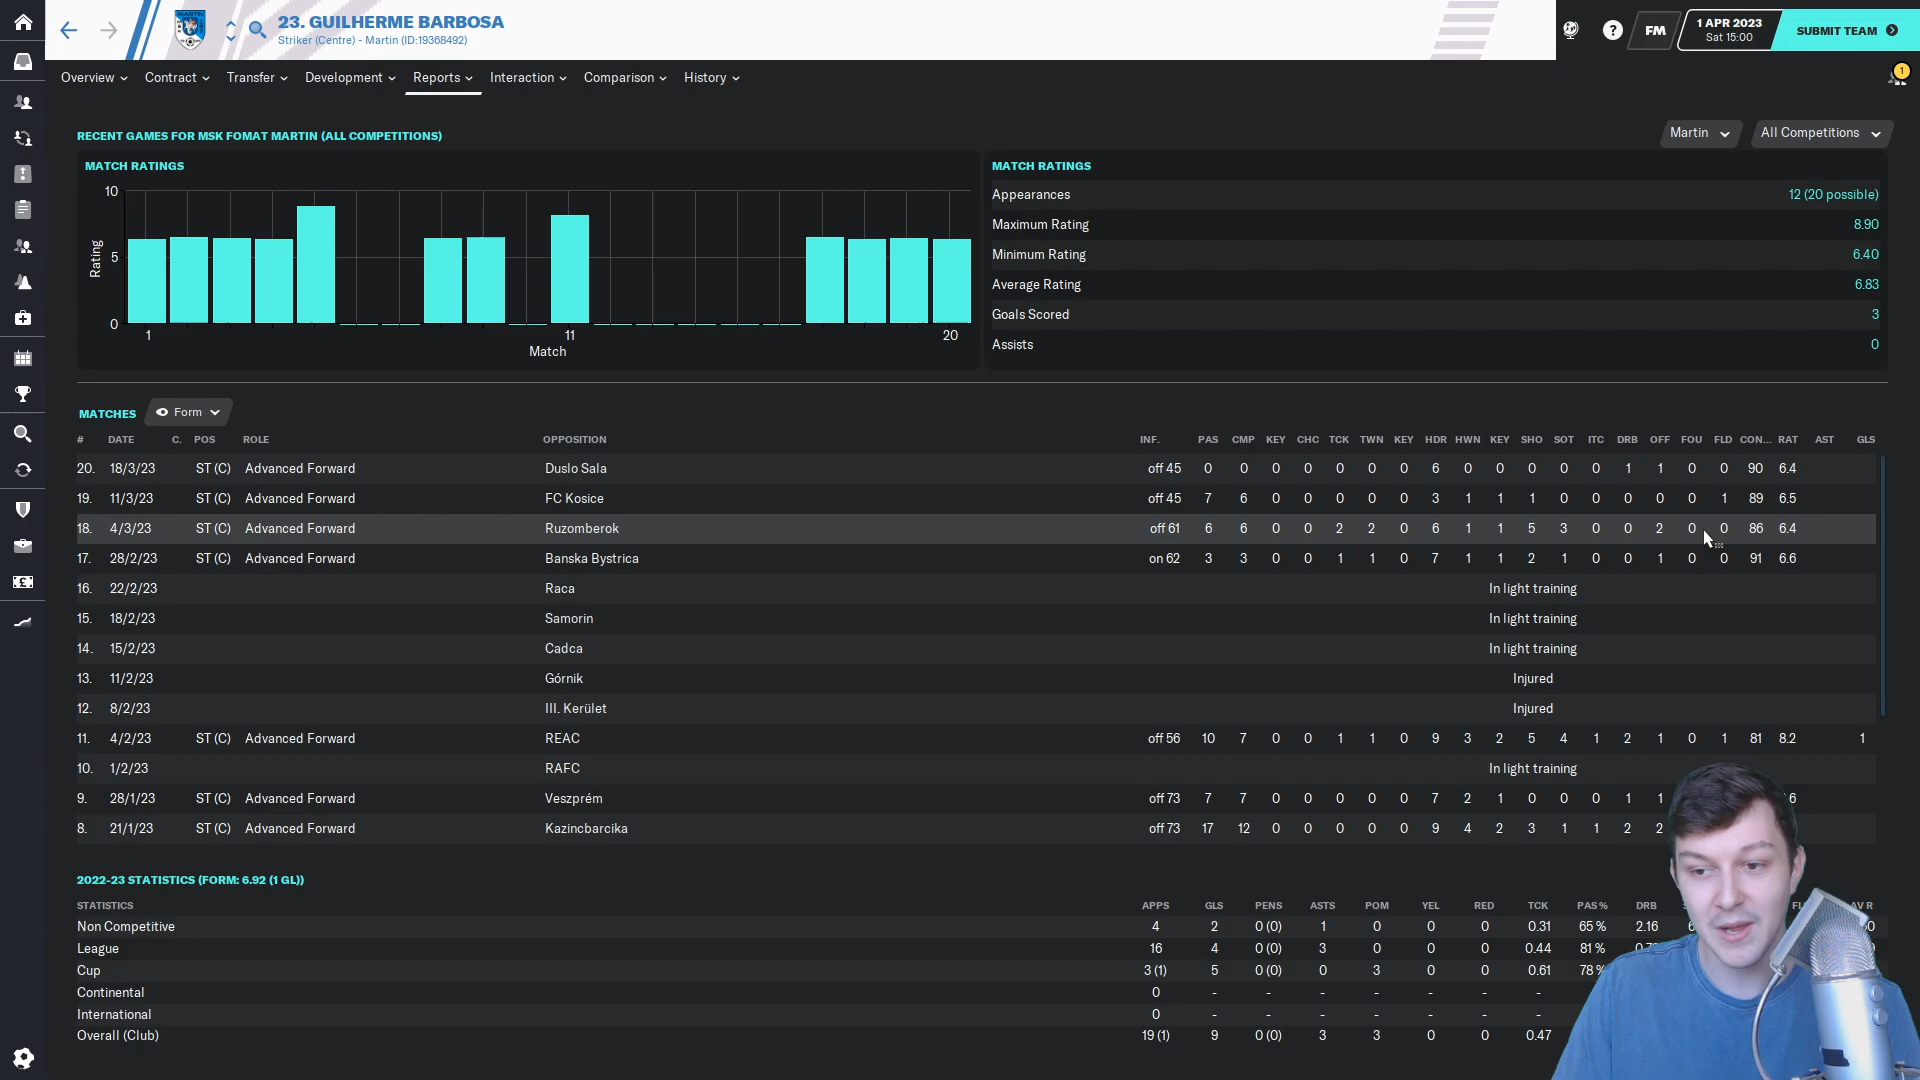 23. GUILHERME BARBOSA
Striker (Centre) - Martin (ID:19368492)
FM
1 APR 2023
Sat 15:00
SUBMIT TEAM
Overview Contract Transfer Development Reports Interaction Comparison History
1
RECENT GAMES FOR MSK FOMAT MARTIN (ALL COMPETITIONS)
Martin
All Competitions
MATCH RATINGS
10
5
0
Rating
1 11 20
Match
MATCH RATINGS
Appearances 12 (20 possible)
Maximum Rating 8.90
Minimum Rating 6.40
Average Rating 6.83
Goals Scored 3
Assists 0
MATCHES Form
# DATE C. POS ROLE OPPOSITION INF. PAS CMP KEY CHC TCK TWN KEY HDR HWN KEY SHO SOT ITC DRB OFF FOU FLD CON... RAT AST GLS
20. 18/3/23 ST (C) Advanced Forward Duslo Sala off 45 0 0 0 0 0 0 0 6 0 0 0 0 0 1 1 0 0 90 6.4
19. 11/3/23 ST (C) Advanced Forward FC Kosice off 45 7 6 0 0 0 0 0 3 1 1 1 0 0 0 0 0 1 89 6.5
18. 4/3/23 ST (C) Advanced Forward Ruzomberok off 61 6 6 0 0 2 2 0 6 1 1 5 3 0 0 2 0 0 86 6.4
17. 28/2/23 ST (C) Advanced Forward Banska Bystrica on 62 3 3 0 0 1 1 0 7 1 1 2 1 0 0 1 0 0 91 6.6
16. 22/2/23 Raca In light training
15. 18/2/23 Samorin In light training
14. 15/2/23 Cadca In light training
13. 11/2/23 Górnik Injured
12. 8/2/23 III. Kerület Injured
11. 4/2/23 ST (C) Advanced Forward REAC off 56 10 7 0 0 1 1 0 9 3 2 5 4 1 2 1 0 1 81 8.2 1
10. 1/2/23 RAFC In light training
9. 28/1/23 ST (C) Advanced Forward Veszprém off 73 7 7 0 0 0 0 0 7 2 1 0 0 0 1 1
8. 21/1/23 ST (C) Advanced Forward Kazincbarcika off 73 17 12 0 0 0 0 0 9 4 2 3 1 1 2 2
2022-23 STATISTICS (FORM: 6.92 (1 GL))
STATISTICS APPS GLS PENS ASTS POM YEL RED TCK PAS % DRB
Non Competitive 4 2 0 (0) 1 0 0 0 0.31 65 % 2.16
League 16 4 0 (0) 3 0 0 0 0.44 81 %
Cup 3 (1) 5 0 (0) 0 3 0 0 0.61 78 %
Continental 0 - - - - - - -
International 0 - - - - - - -
Overall (Club) 19 (1) 9 0 (0) 3 3 0 0 0.47